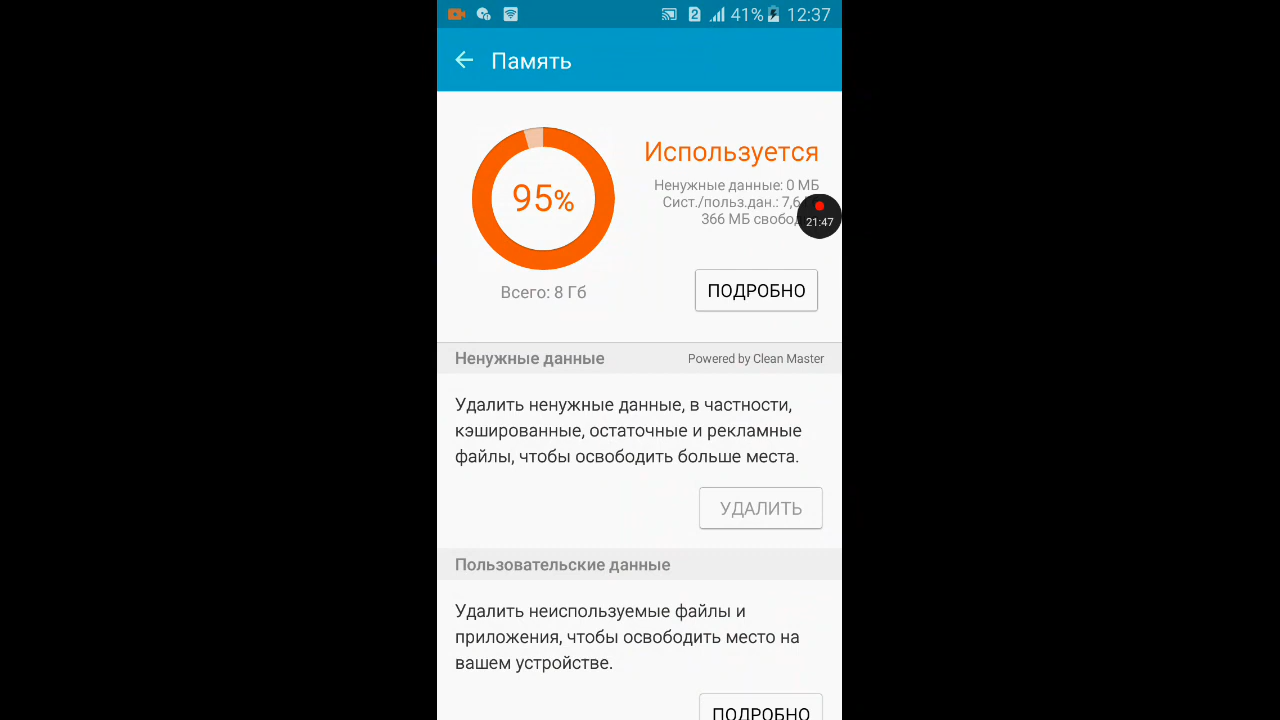 2 41% 12:37
Память
Используется
95%
Ненужные данные: 0 МБ
Сист./польз.дан.: 7,6
366 МБ
21:47
Всего: 8 Гб
ПОДРОБНО
Ненужные данные
Powered by Clean Master
Удалить ненужные данные, в частности,
кэшированные, остаточные и рекламные
файлы, чтобы освободить больше места.
УДАЛИТЬ
Пользовательские данные
Удалить неиспользуемые файлы и
приложения, чтобы освободить место на
вашем устройстве.
ПОДРОБНО